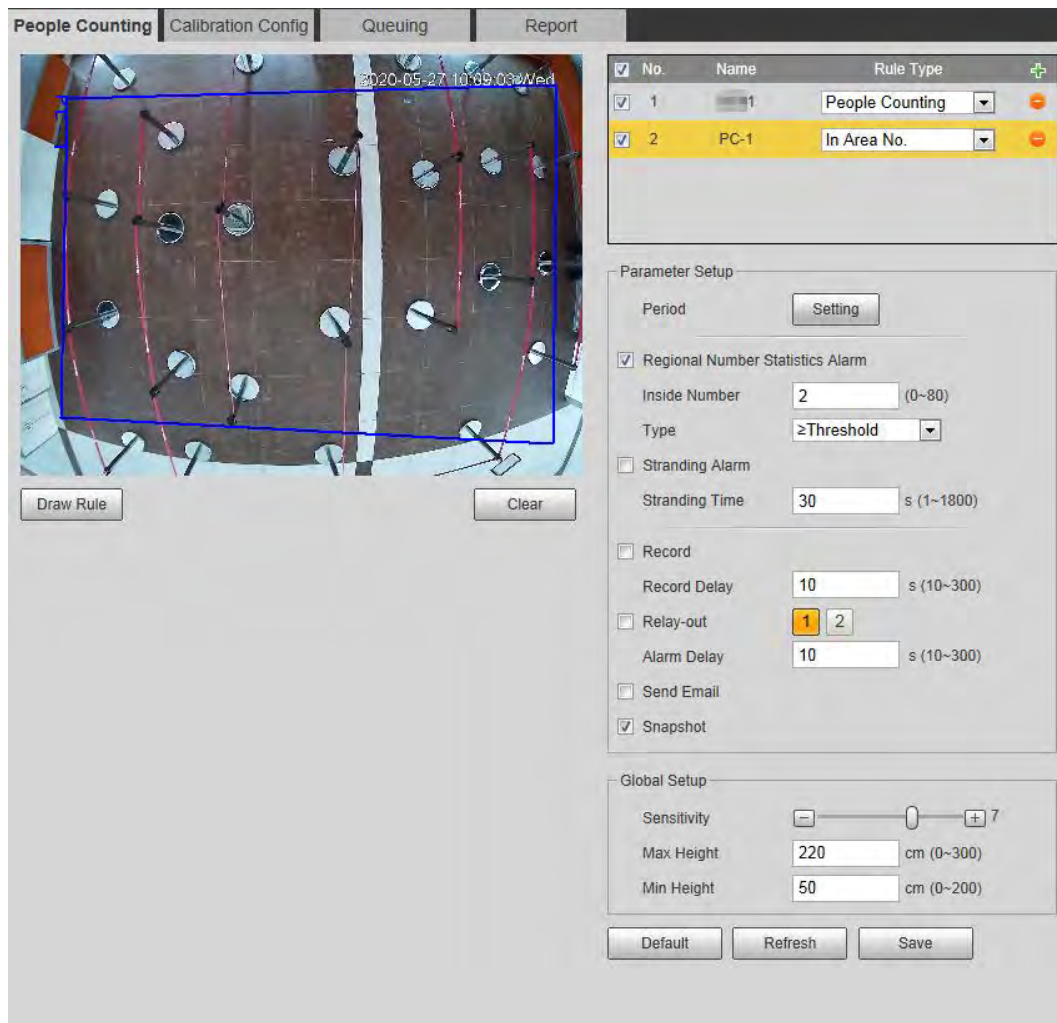 People Counting Calibration Config Queuing Report
2020-05-27 10:09:03 Wed
No. Name Rule Type
1 1 People Counting
2 PC-1 In Area No.
Parameter Setup
Period Setting
Regional Number Statistics Alarm
Inside Number 2 (0~80)
Type ≥Threshold
Stranding Alarm
Stranding Time 30 s (1~1800)
Draw Rule Clear
Record
Record Delay 10 s (10~300)
Relay-out 1 2
Alarm Delay 10 s (10~300)
Send Email
Snapshot
Global Setup
Sensitivity 7
Max Height 220 cm (0~300)
Min Height 50 cm (0~200)
Default Refresh Save